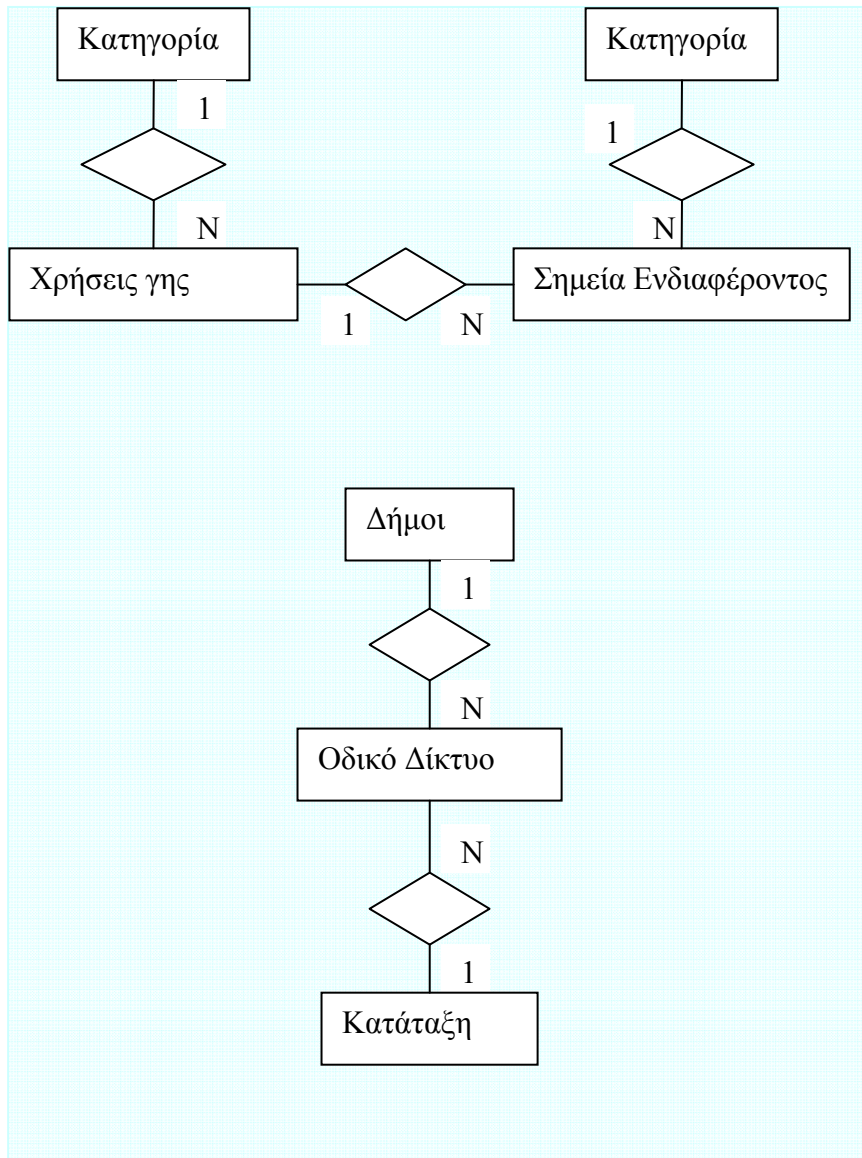 Κατηγορία
Κατηγορία
1
1
N
N
Χρήσεις γης
Σημεία Ενδιαφέροντος
1
N
Δήμοι
1
N
Οδικό Δίκτυο
N
1
Κατάταξη